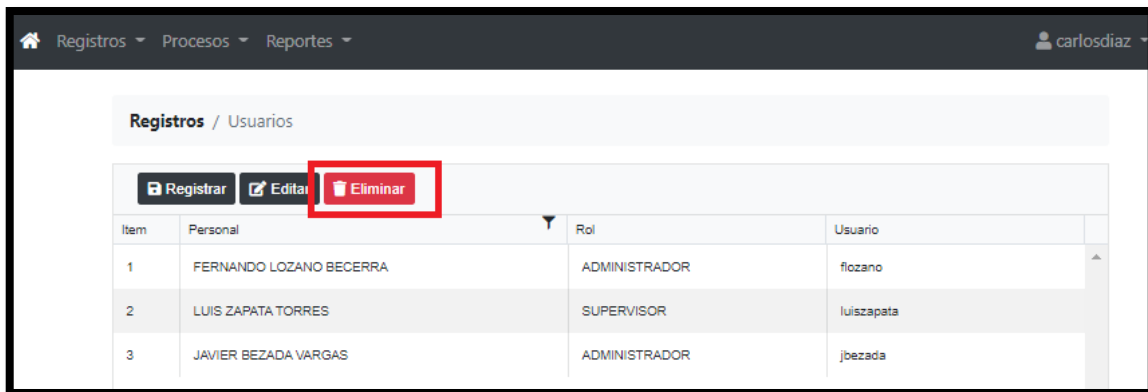 Registros Procesos Reportes carlosdiaz
Registros / Usuarios
Registrar Editar Eliminar
Item Personal Rol Usuario
1 FERNANDO LOZANO BECERRA ADMINISTRADOR flozano
2 LUIS ZAPATA TORRES SUPERVISOR luiszapata
3 JAVIER BEZADA VARGAS ADMINISTRADOR jbezada